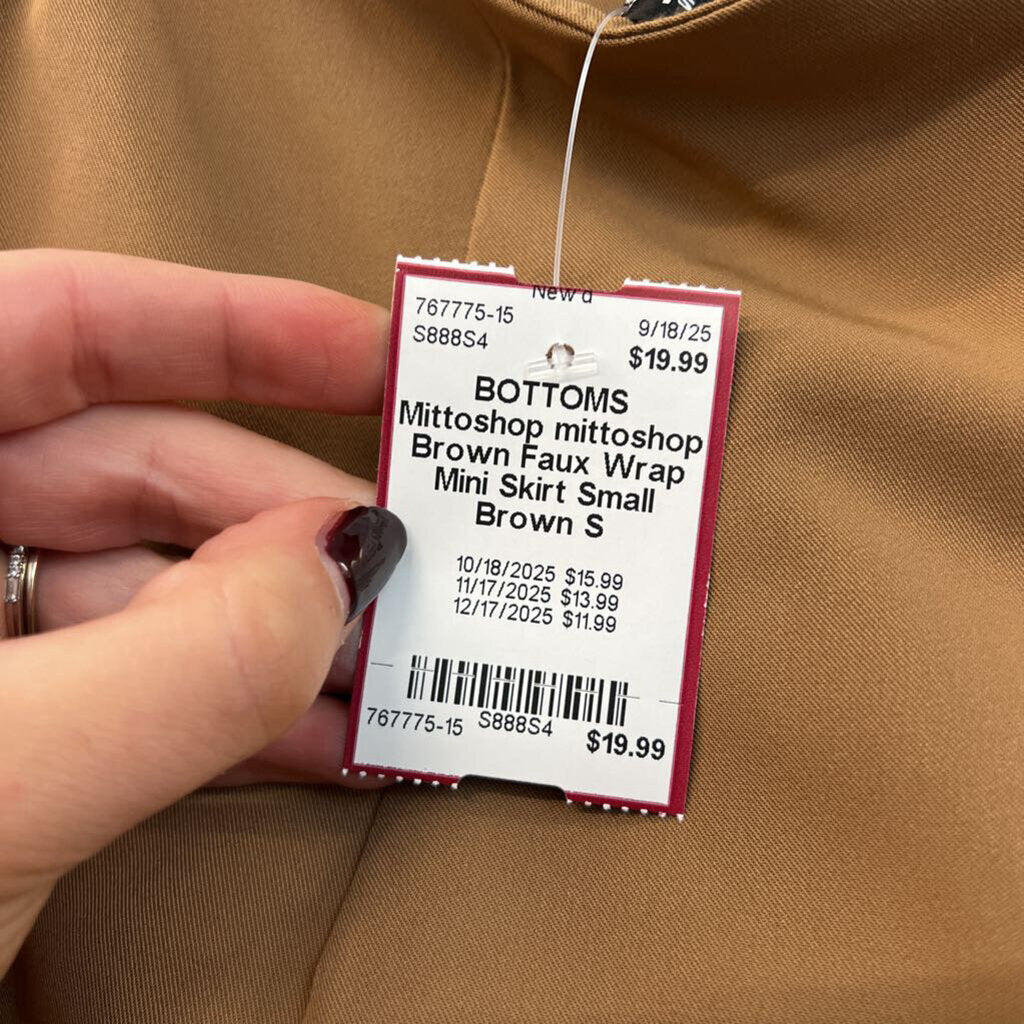 New'd
767775-15
9/18/25
S888S4
$19.99
BOTTOMS
Mittoshop mittoshop
Brown Faux Wrap
Mini Skirt Small
Brown S
10/18/2025 $15.99
11/17/2025 $13.99
12/17/2025 $11.99
767775-15 S888S4 $19.99